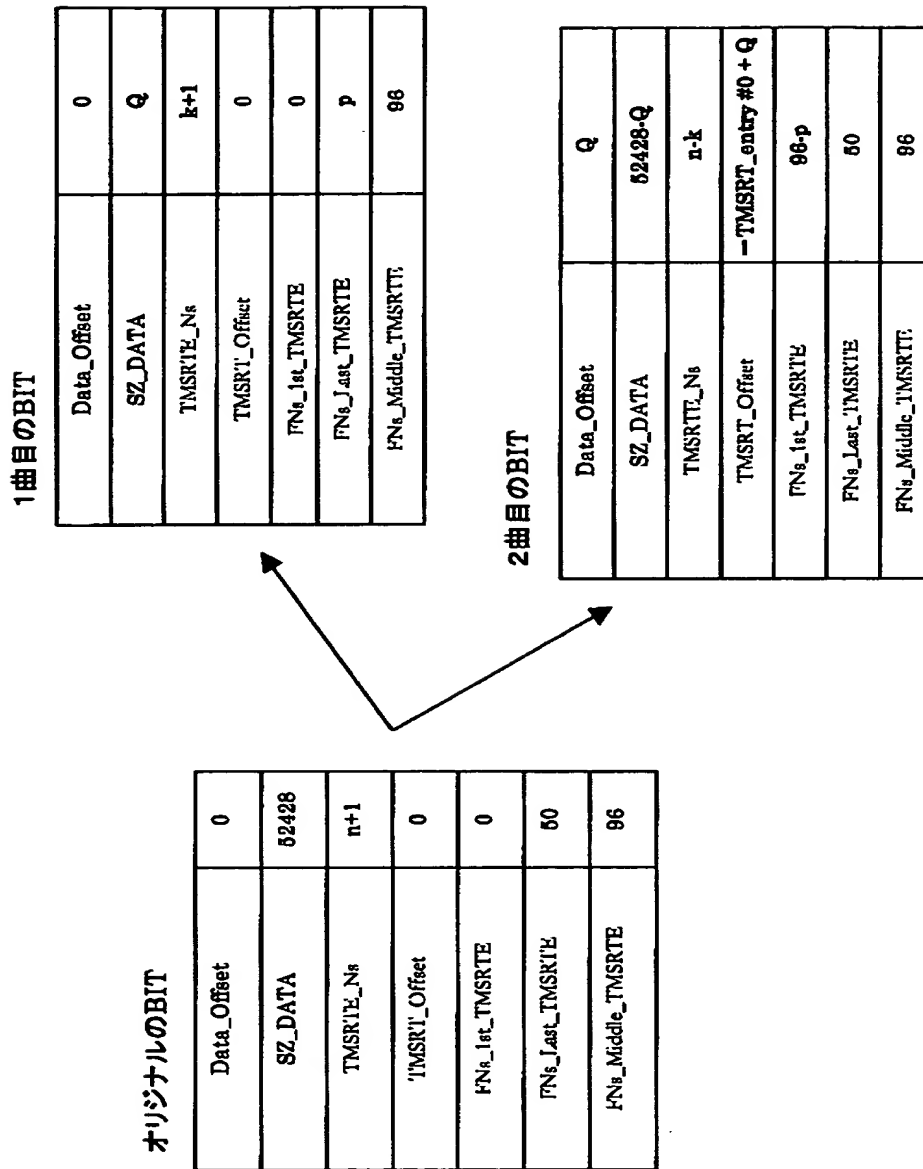 オリジナルのBIT
Data_Offset 0
SZ_DATA 52428
TMSRTE_Ns n+1
TMSRT_Offset 0
FNs_1st_TMSRTE 0
FNs_Last_TMSRTE 50
FNs_Middle_TMSRTE 96
1曲目のBIT
Data_Offset 0
SZ_DATA Q
TMSRTE_Ns k+1
TMSRT_Offset 0
FNs_1st_TMSRTE 0
FNs_Last_TMSRTE p
FNs_Middle_TMSRTE 96
2曲目のBIT
Data_Offset Q
SZ_DATA 52428-Q
TMSRTE_Ns n-k
TMSRT_Offset －TMSRT_entry #0 + Q
FNs_1st_TMSRTE 96-p
FNs_Last_TMSRTE 50
FNs_Middle_TMSRTE 96